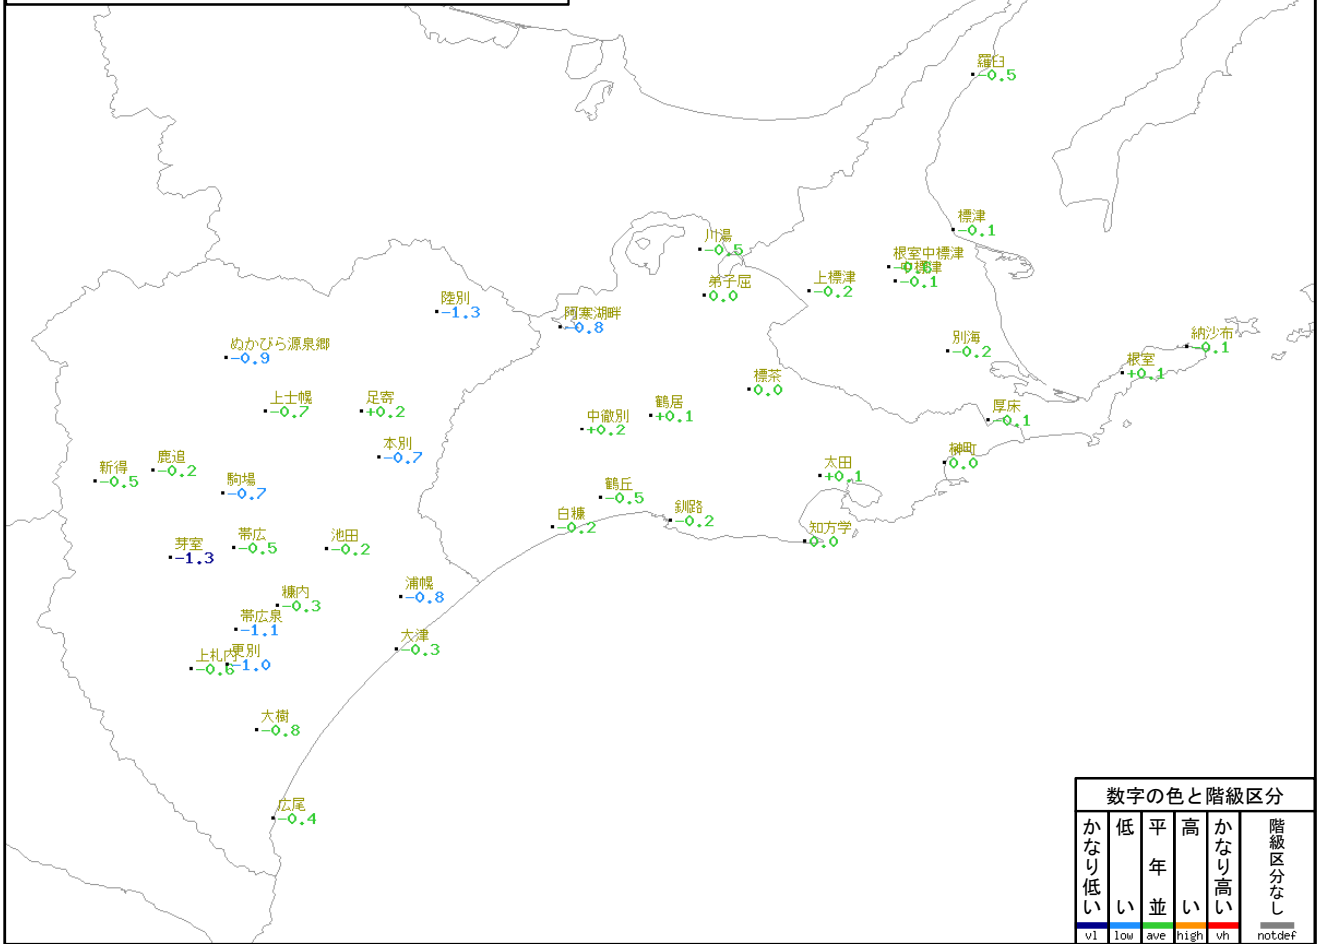 羅臼
-0.5
標津
-0.1
川湯
-0.5
根室中標津
中標津
-0.1
弟子屈
0.0
上標津
-0.2
陸別
-1.3
阿寒湖畔
-0.8
ぬかびら源泉郷
-0.9
別海
-0.2
納沙布
-0.1
根室
+0.1
標茶
0.0
上士幌
-0.7
足寄
+0.2
鶴居
+0.1
中徹別
+0.2
厚床
-0.1
本別
-0.7
榊町
0.0
太田
+0.1
新得
-0.5
鹿追
-0.2
駒場
-0.7
鶴丘
-0.5
白糠
-0.2
釧路
-0.2
知方学
0.0
芽室
-1.3
帯広
-0.5
池田
-0.2
浦幌
-0.8
糠内
-0.3
帯広泉
-1.1
大津
-0.3
上札内
-0.6
更別
-1.0
大樹
-0.8
広尾
-0.4
数字の色と階級区分
かなり低い
低い
平年並
高い
かなり高い
階級区分なし
vl
low
ave
high
vh
notdef